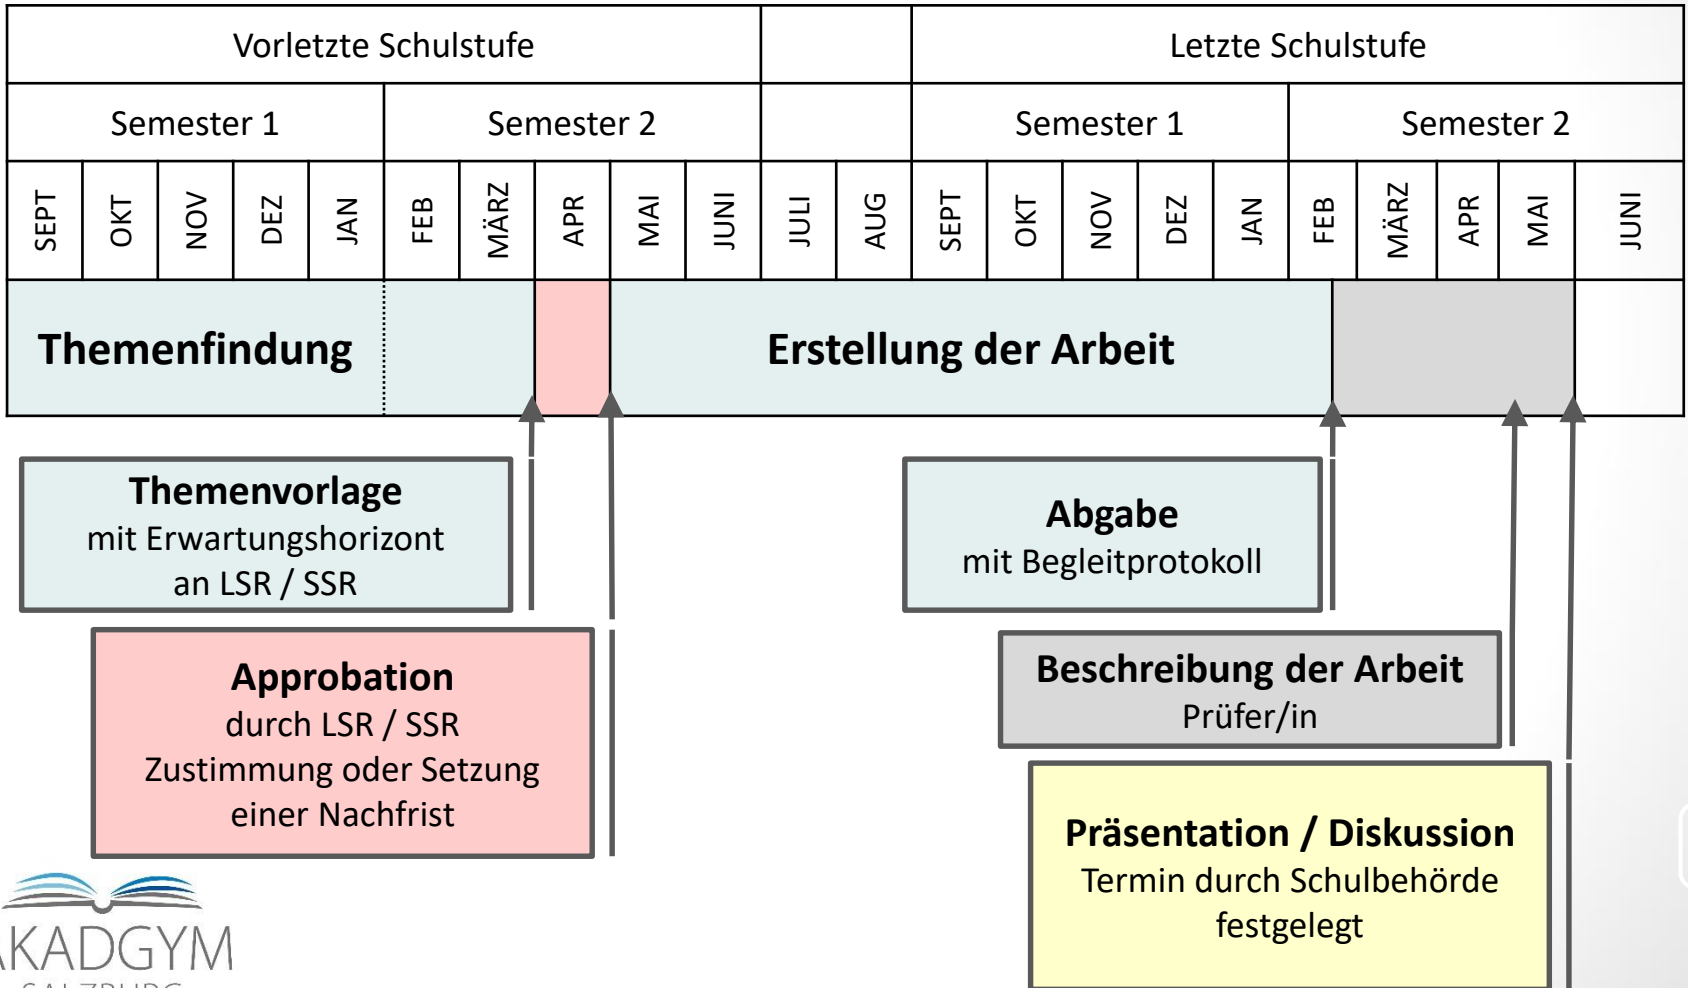 Vorletzte Schulstufe
Letzte Schulstufe
Semester 1
Semester 2
Semester 1
Semester 2
SEPT
OKT
NOV
DEZ
JAN
FEB
MÄRZ
APR
MAI
JUNI
JULI
AUG
SEPT
OKT
NOV
DEZ
JAN
FEB
MÄRZ
APR
MAI
JUNI
Themenfindung
Erstellung der Arbeit
Themenvorlage
mit Erwartungshorizont
an LSR / SSR
Abgabe
mit Begleitprotokoll
Approbation
durch LSR / SSR
Zustimmung oder Setzung
einer Nachfrist
Beschreibung der Arbeit
Prüfer/in
Präsentation / Diskussion
Termin durch Schulbehörde
festgelegt
AKADGYM
SALZBURG